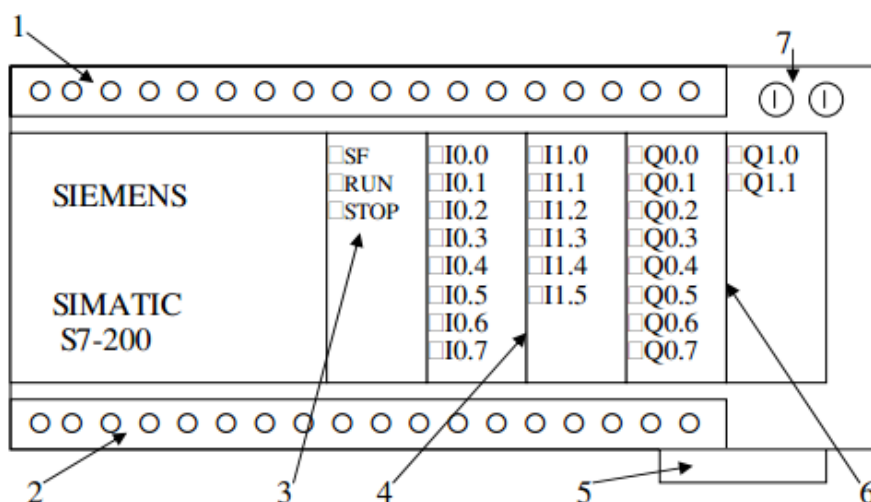 1
7
SF
RUN
STOP
I0.0
I0.1
I0.2
I0.3
I0.4
I0.5
I0.6
I0.7
I1.0
I1.1
I1.2
I1.3
I1.4
I1.5
Q0.0
Q0.1
Q0.2
Q0.3
Q0.4
Q0.5
Q0.6
Q0.7
Q1.0
Q1.1
SIEMENS
SIMATIC
S7-200
2
3
4
5
6